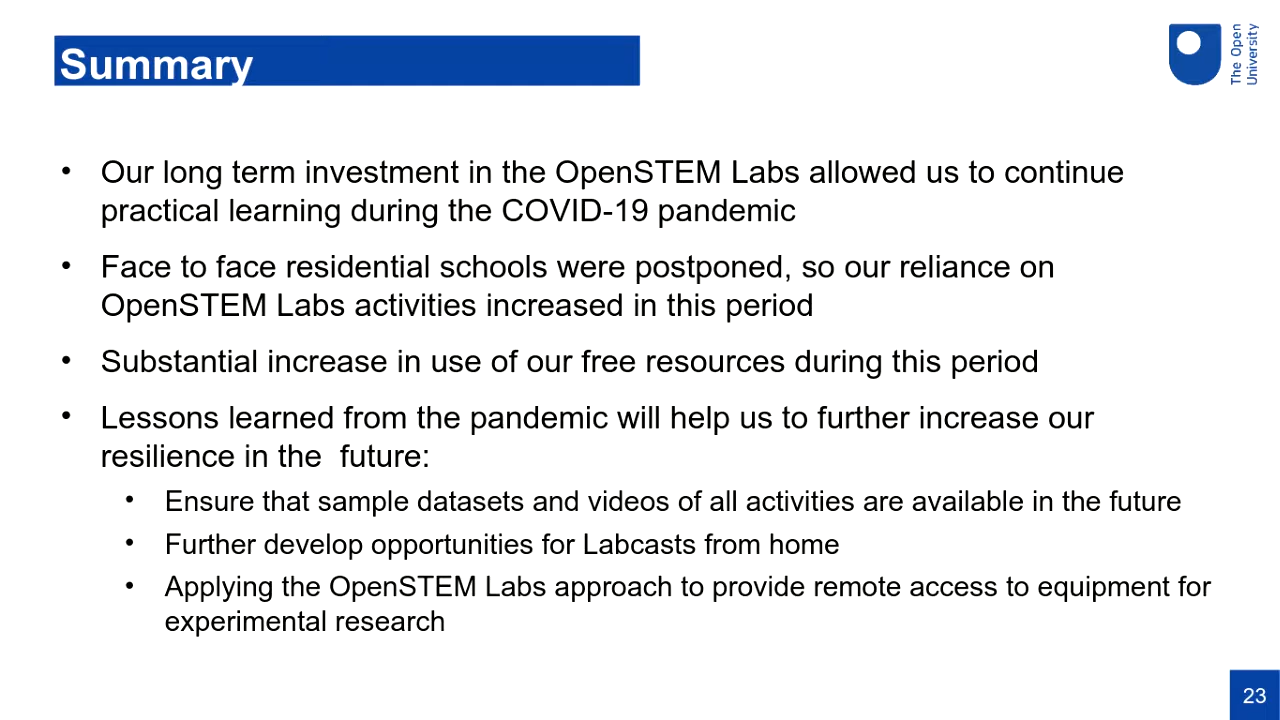 Summary
The Open
University
• Our long term investment in the OpenSTEM Labs allowed us to continue
practical learning during the COVID-19 pandemic
• Face to face residential schools were postponed, so our reliance on
OpenSTEM Labs activities increased in this period
• Substantial increase in use of our free resources during this period
• Lessons learned from the pandemic will help us to further increase our
resilience in the  future:
• Ensure that sample datasets and videos of all activities are available in the future
• Further develop opportunities for Labcasts from home
• Applying the OpenSTEM Labs approach to provide remote access to equipment for
experimental research
23